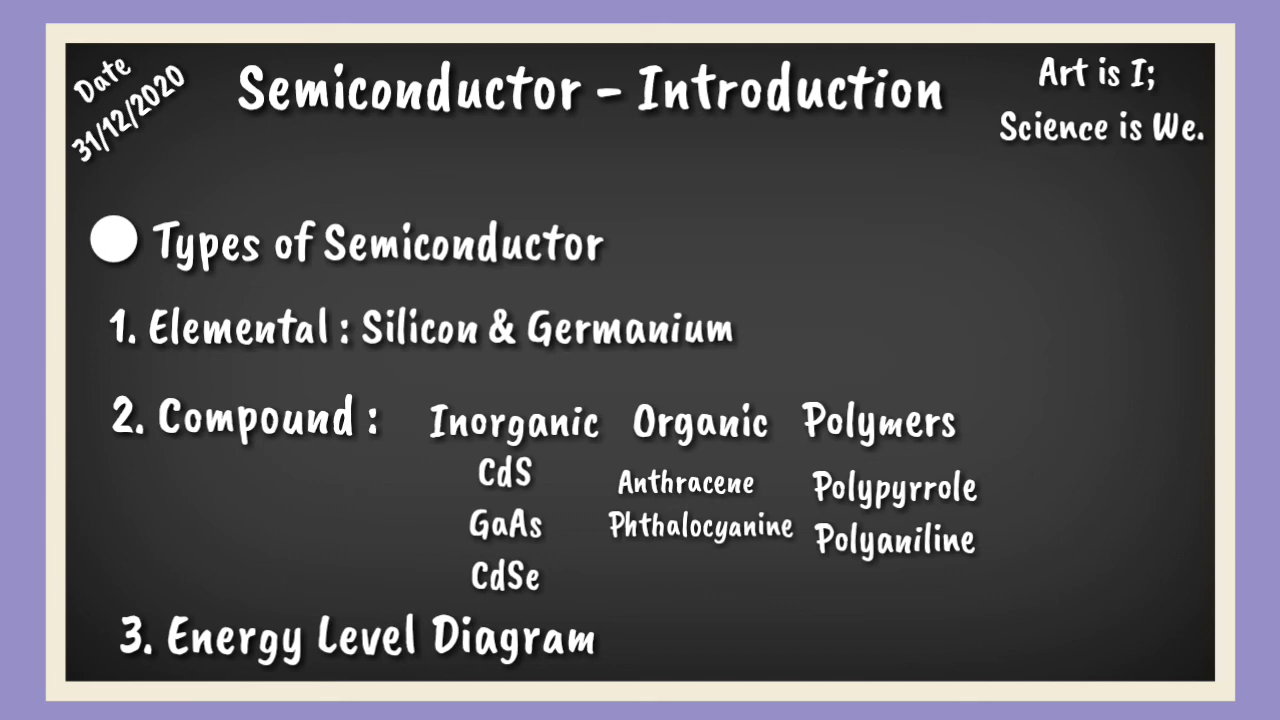 Date
31/12/2020
Semiconductor - Introduction
Art is I;
Science is We.
Types of Semiconductor
1. Elemental : Silicon & Germanium
2. Compound : Inorganic Organic Polymers
CdS Anthracene Polypyrrole
GaAs Phthalocyanine Polyaniline
CdSe
3. Energy Level Diagram